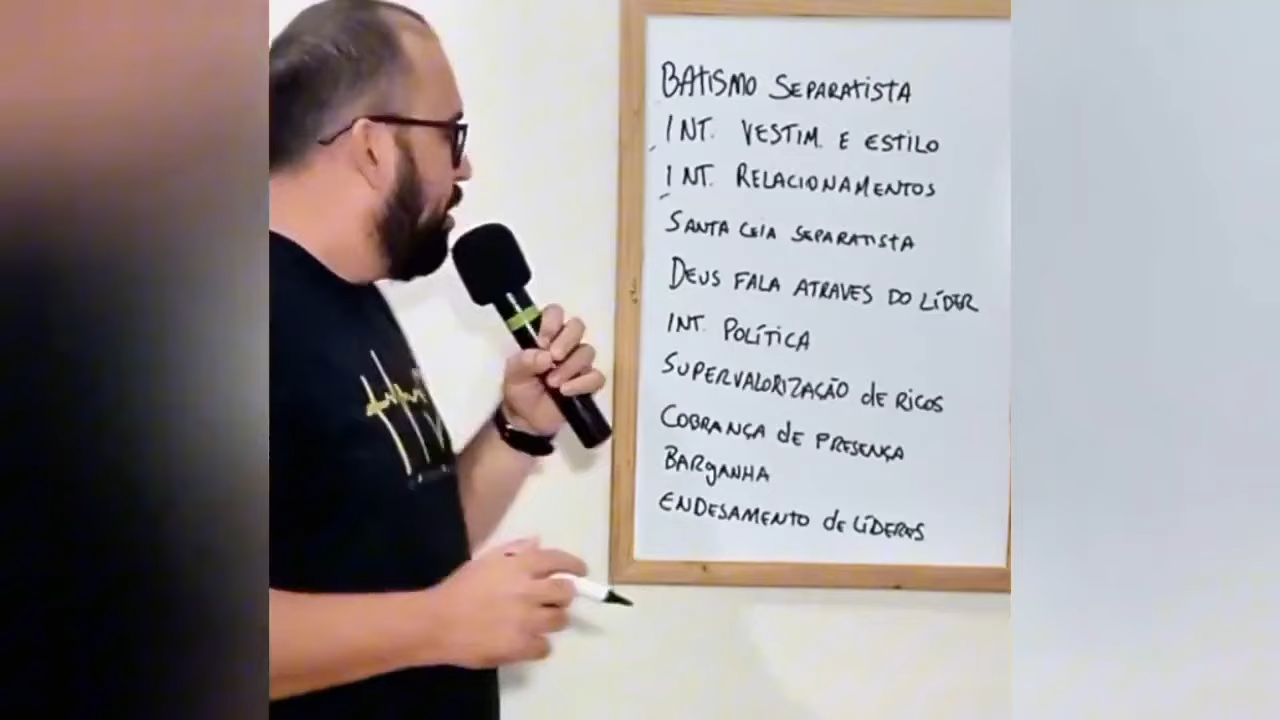 BATISMO SEPARATISTA
INT. VESTIM. E ESTILO
INT. RELACIONAMENTOS
SANTA CEIA SEPARATISTA
DEUS FALA ATRAVES DO LÍDER
INT. POLÍTICA
SUPERVALORIZAÇÃO de RICOS
COBRANÇA de PRESENÇA
BARgANHA
ENDESAMENTO de LÍDERES